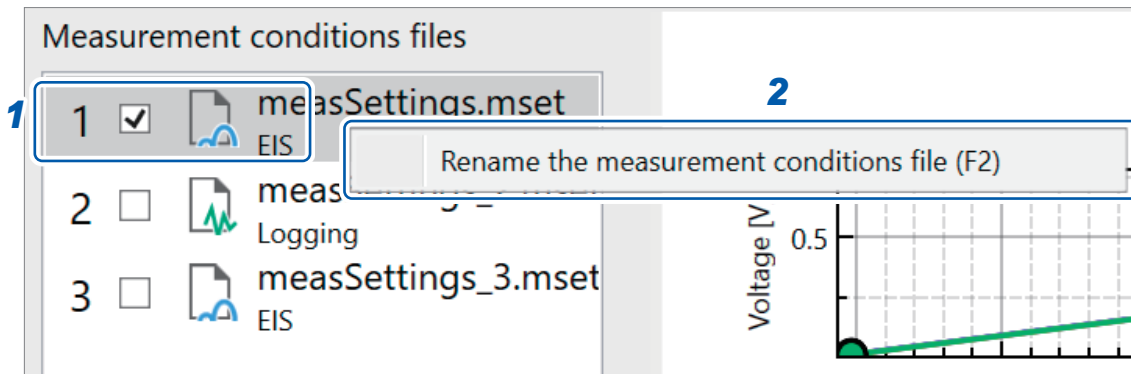 Measurement conditions files
1
2
1 measSettings.mset
EIS
Rename the measurement conditions file (F2)
2
Logging
3 measSettings_3.mset
EIS
Voltage [V
0.5